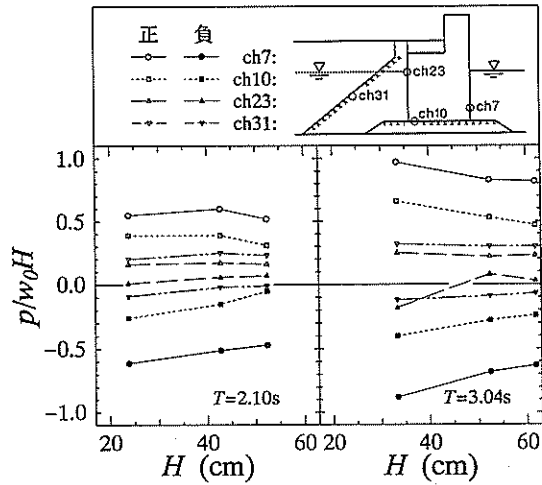 正 負
ch7:
ch10:
ch23:
ch31:
ch23
ch31
ch7
ch10
1.0
0.5
0.0
−0.5
−1.0
p/w₀H
T=2.10s
T=3.04s
20 40 60 20 40 60
H (cm) H (cm)